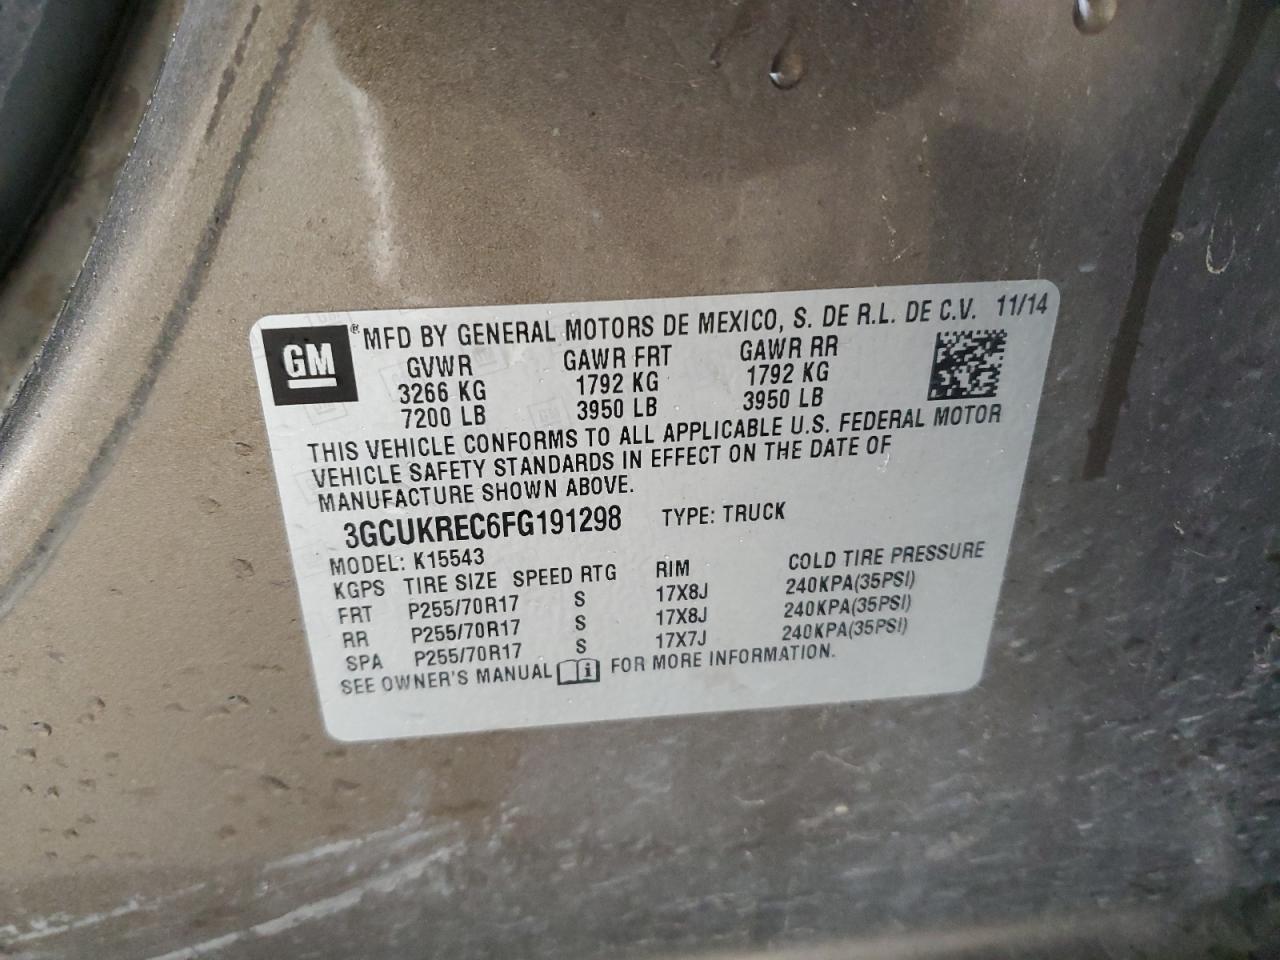 GM ® MFD BY GENERAL MOTORS DE MEXICO, S. DE R.L. DE C.V. 11/14
GVWR GAWR FRT GAWR RR
3266 KG 1792 KG 1792 KG
7200 LB 3950 LB 3950 LB
THIS VEHICLE CONFORMS TO ALL APPLICABLE U.S. FEDERAL MOTOR
VEHICLE SAFETY STANDARDS IN EFFECT ON THE DATE OF
MANUFACTURE SHOWN ABOVE.
3GCUKREC6FG191298 TYPE: TRUCK
MODEL: K15543
KGPS TIRE SIZE SPEED RTG RIM COLD TIRE PRESSURE
FRT P255/70R17 S 17X8J 240KPA(35PSI)
RR P255/70R17 S 17X8J 240KPA(35PSI)
SPA P255/70R17 S 17X7J 240KPA(35PSI)
SEE OWNER'S MANUAL i FOR MORE INFORMATION.